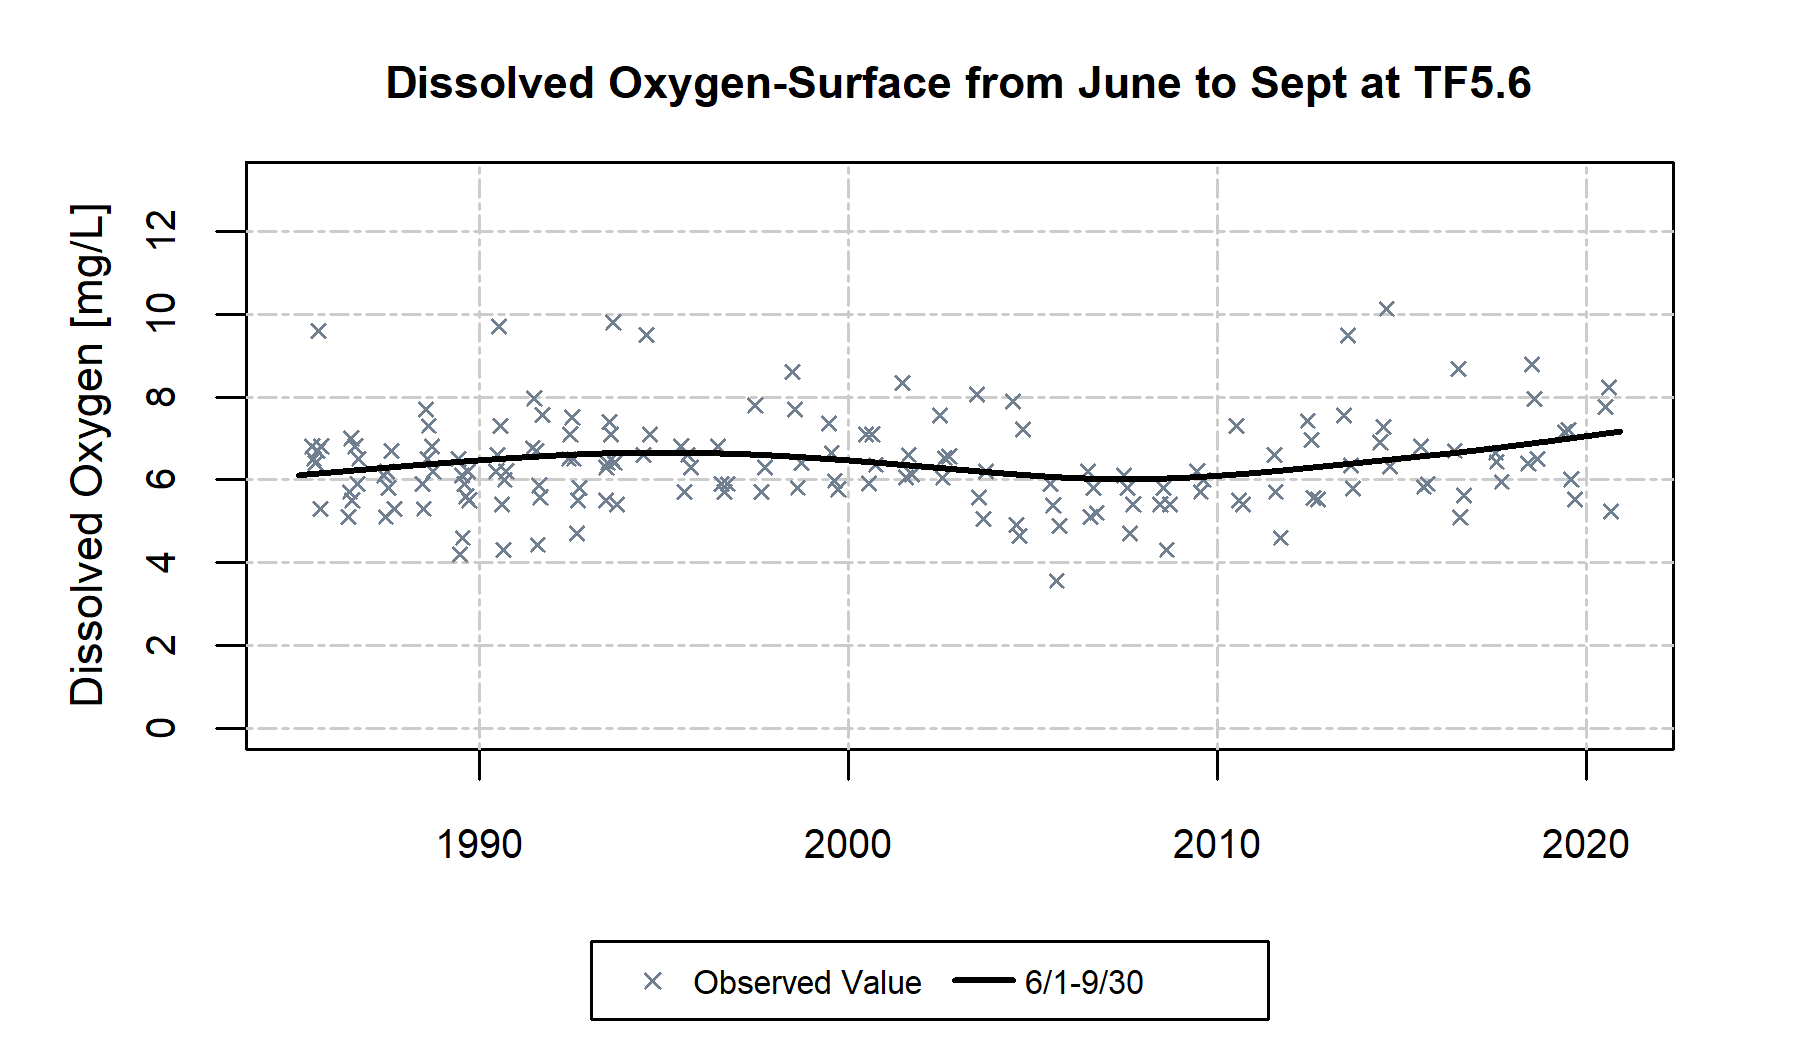 Dissolved Oxygen-Surface from June to Sept at TF5.6
Dissolved Oxygen [mg/L]
12
10
8
6
4
2
0
1990 2000 2010 2020
Observed Value 6/1-9/30